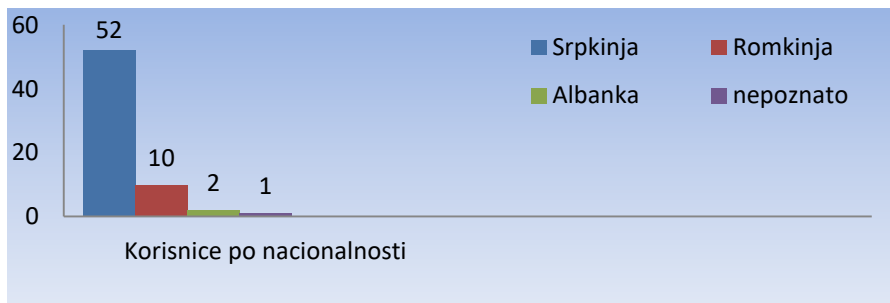 60
52
Srpkinja
Romkinja
40
Albanka
nepoznato
20
10
2
1
0
Korisnice po nacionalnosti